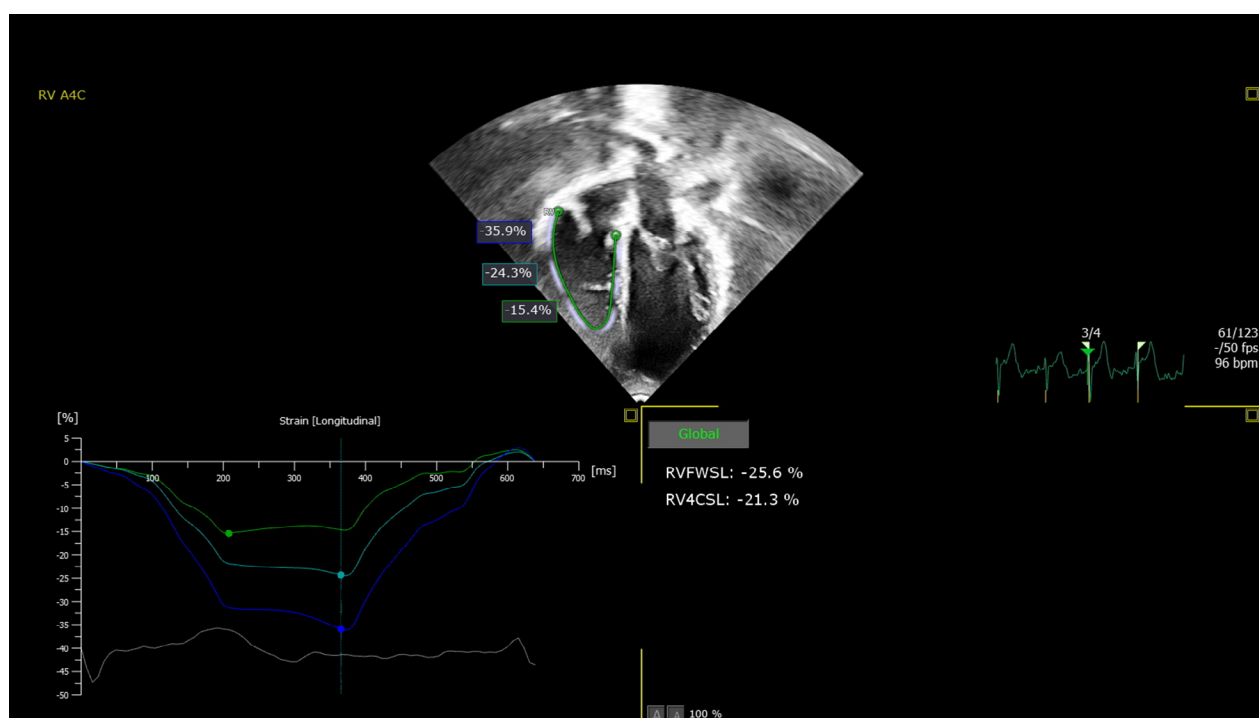 RV A4C
RV
-35.9%
-24.3%
-15.4%
3/4
61/123
-/50 fps
96 bpm
[%]
Strain [Longitudinal]
5
0
100
200
300
400
500
600
700
[ms]
-5
-10
-15
-20
-25
-30
-35
-40
-45
-50
Global
RVFWSL: -25.6 %
RV4CSL: -21.3 %
A A 100 %